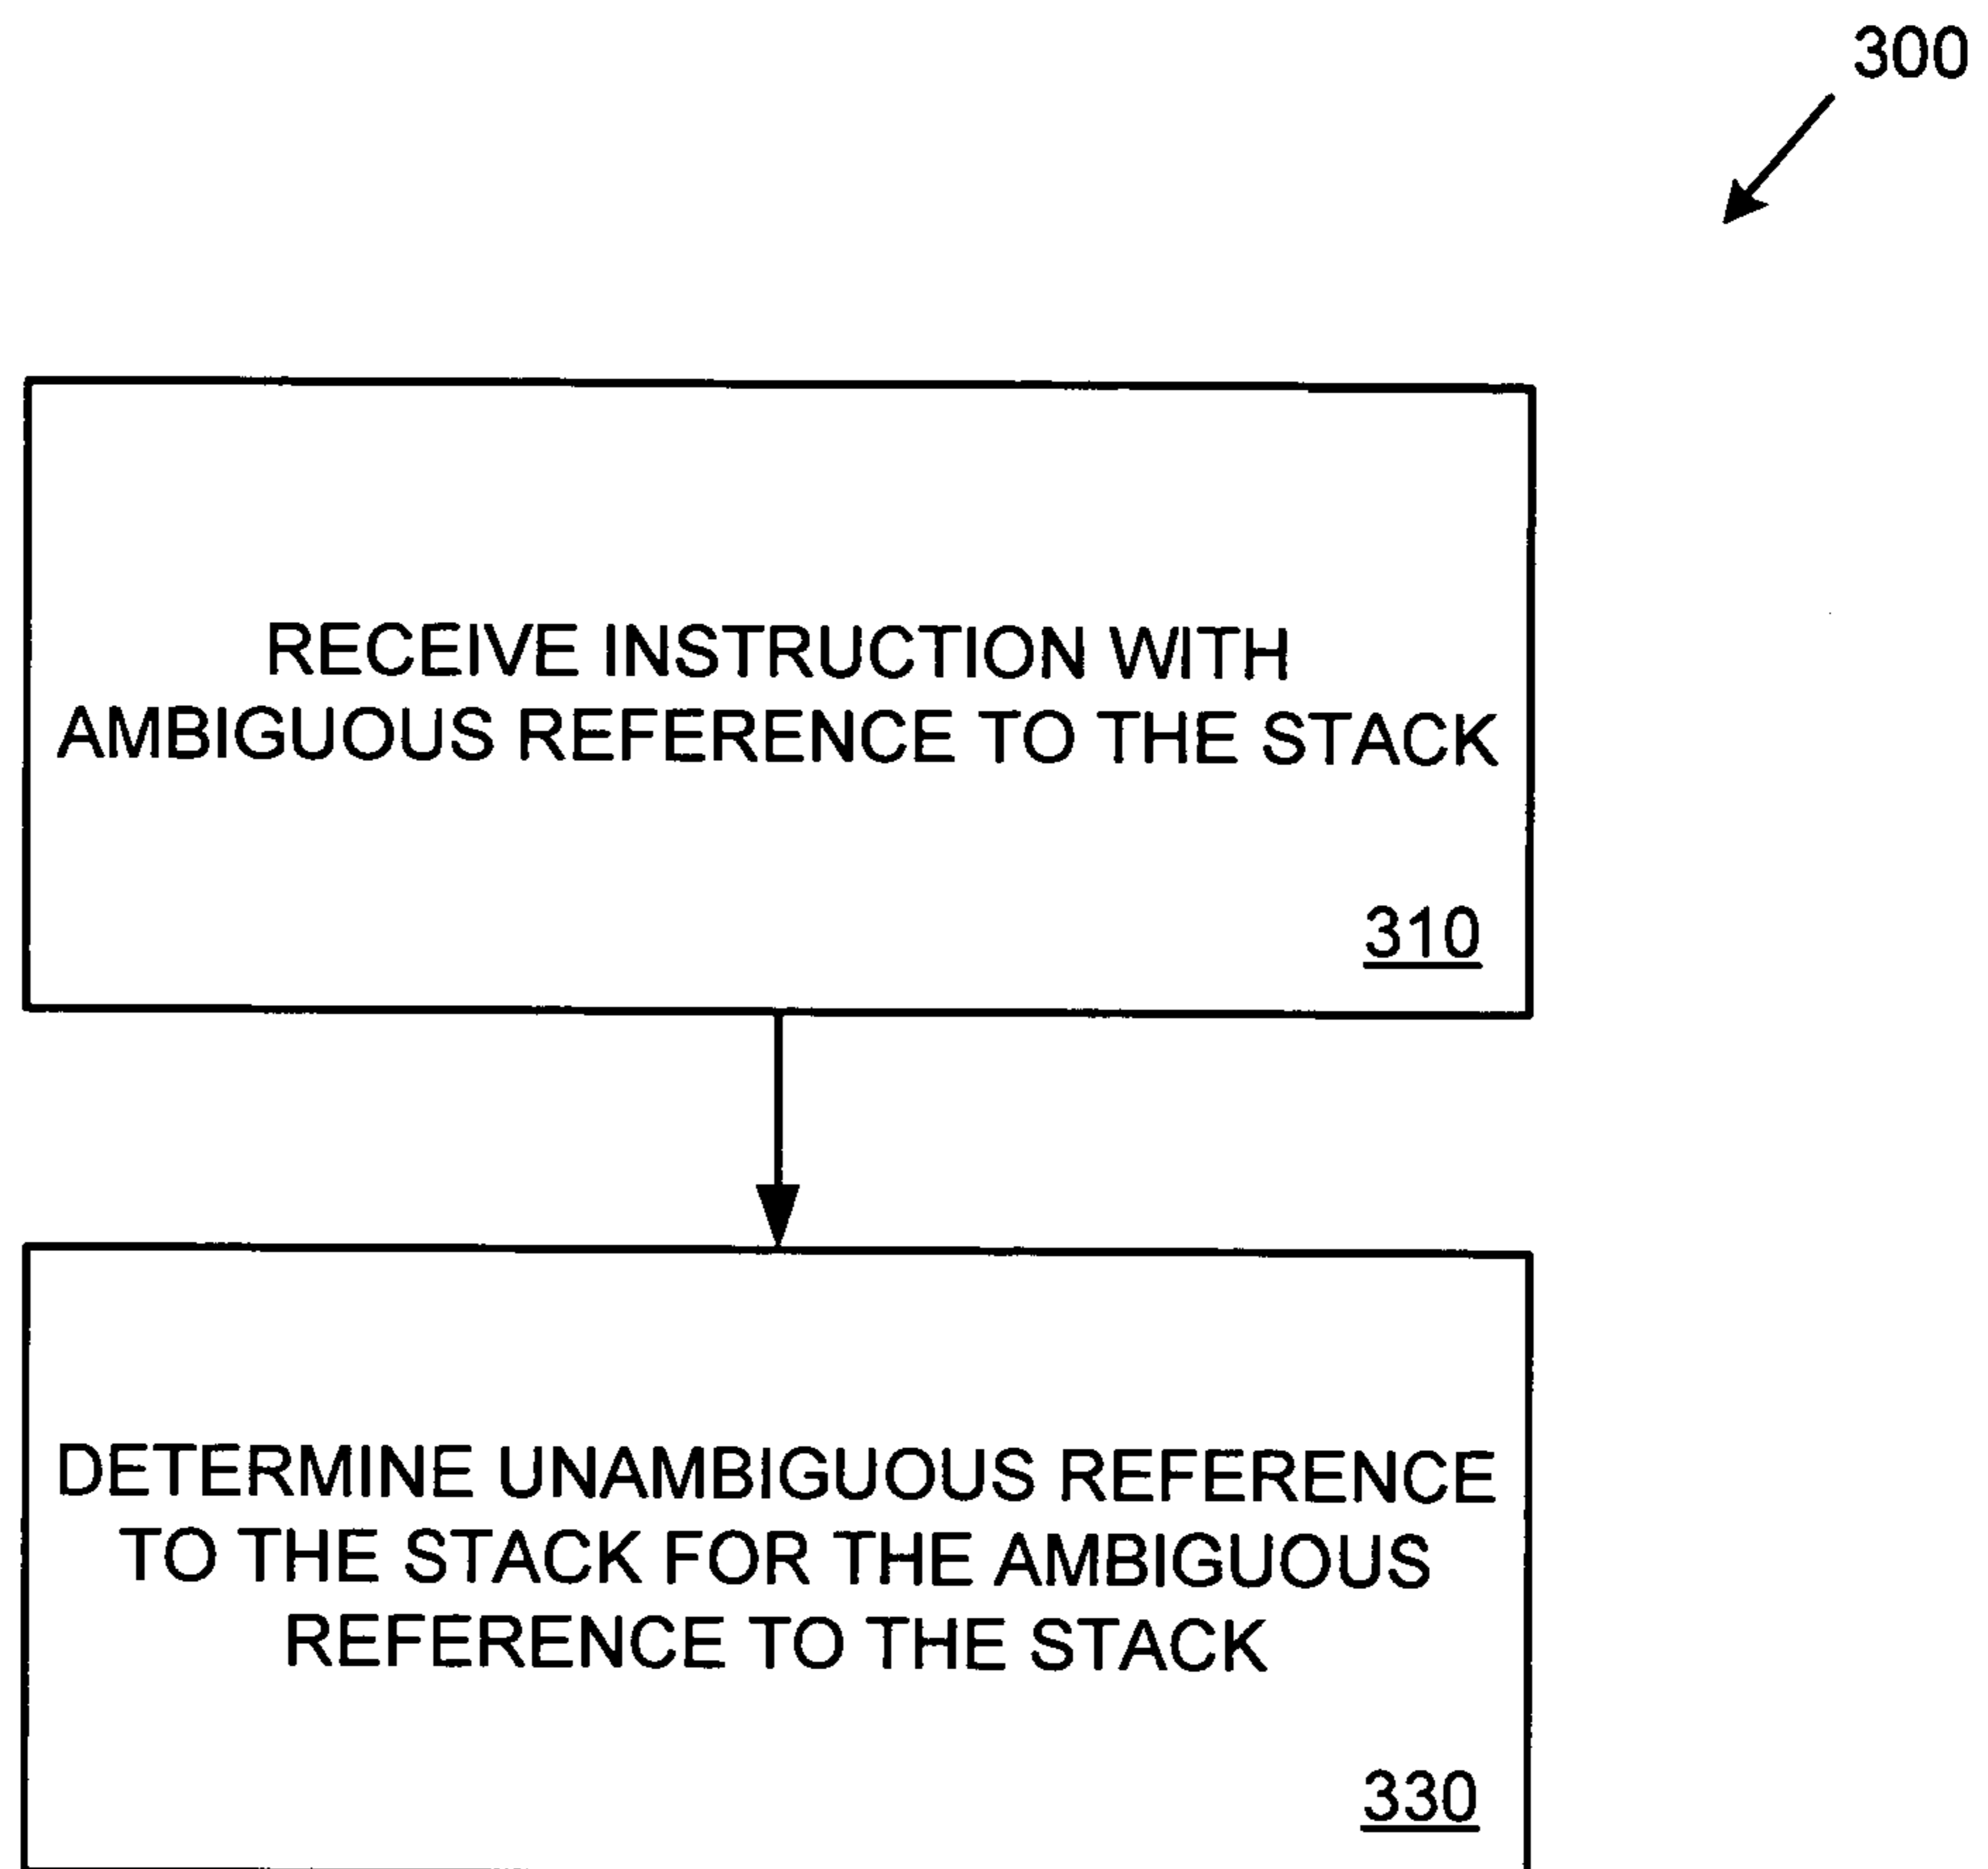 300
RECEIVE INSTRUCTION WITH
AMBIGUOUS REFERENCE TO THE STACK
310
DETERMINE UNAMBIGUOUS REFERENCE
TO THE STACK FOR THE AMBIGUOUS
REFERENCE TO THE STACK
330